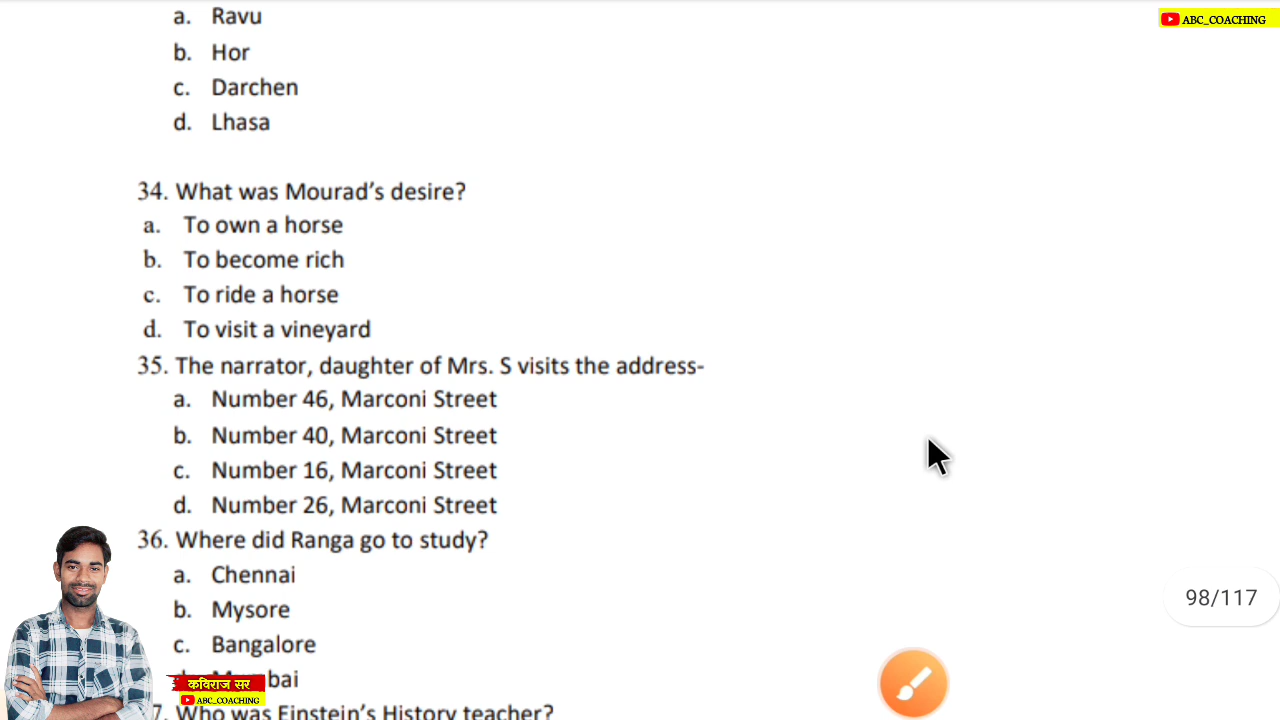 a. Ravu
ABC_COACHING
b. Hor
c. Darchen
d. Lhasa
34. What was Mourad’s desire?
a. To own a horse
b. To become rich
c. To ride a horse
d. To visit a vineyard
35. The narrator, daughter of Mrs. S visits the address-
a. Number 46, Marconi Street
b. Number 40, Marconi Street
c. Number 16, Marconi Street
d. Number 26, Marconi Street
36. Where did Ranga go to study?
a. Chennai
b. Mysore
98/117
c. Bangalore
कविराज सर
ABC_COACHING
7. Who was Einstein’s History teacher?